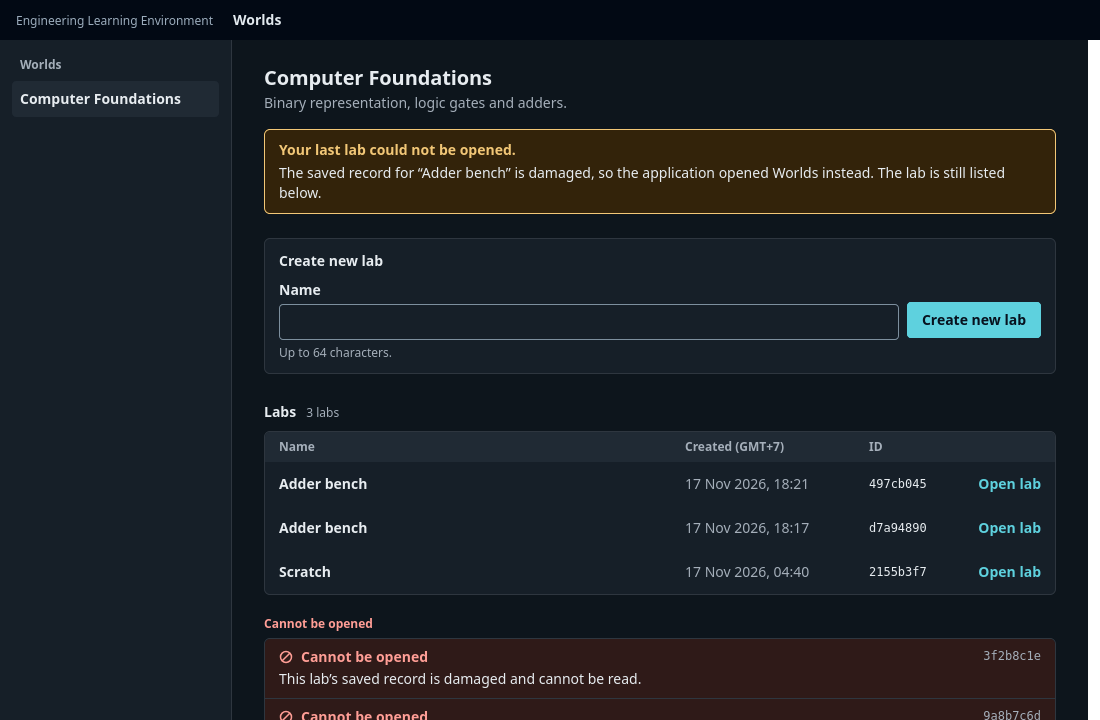 Engineering Learning Environment Worlds
Worlds
Computer Foundations
Computer Foundations
Binary representation, logic gates and adders.
Your last lab could not be opened.
The saved record for “Adder bench” is damaged, so the application opened Worlds instead. The lab is still listed
below.
Create new lab
Name
Create new lab
Up to 64 characters.
Labs 3 labs
Name Created (GMT+7) ID
Adder bench 17 Nov 2026, 18:21 497cb045 Open lab
Adder bench 17 Nov 2026, 18:17 d7a94890 Open lab
Scratch 17 Nov 2026, 04:40 2155b3f7 Open lab
Cannot be opened
Cannot be opened 3f2b8c1e
This lab’s saved record is damaged and cannot be read.
Cannot be opened 9a8b7c6d